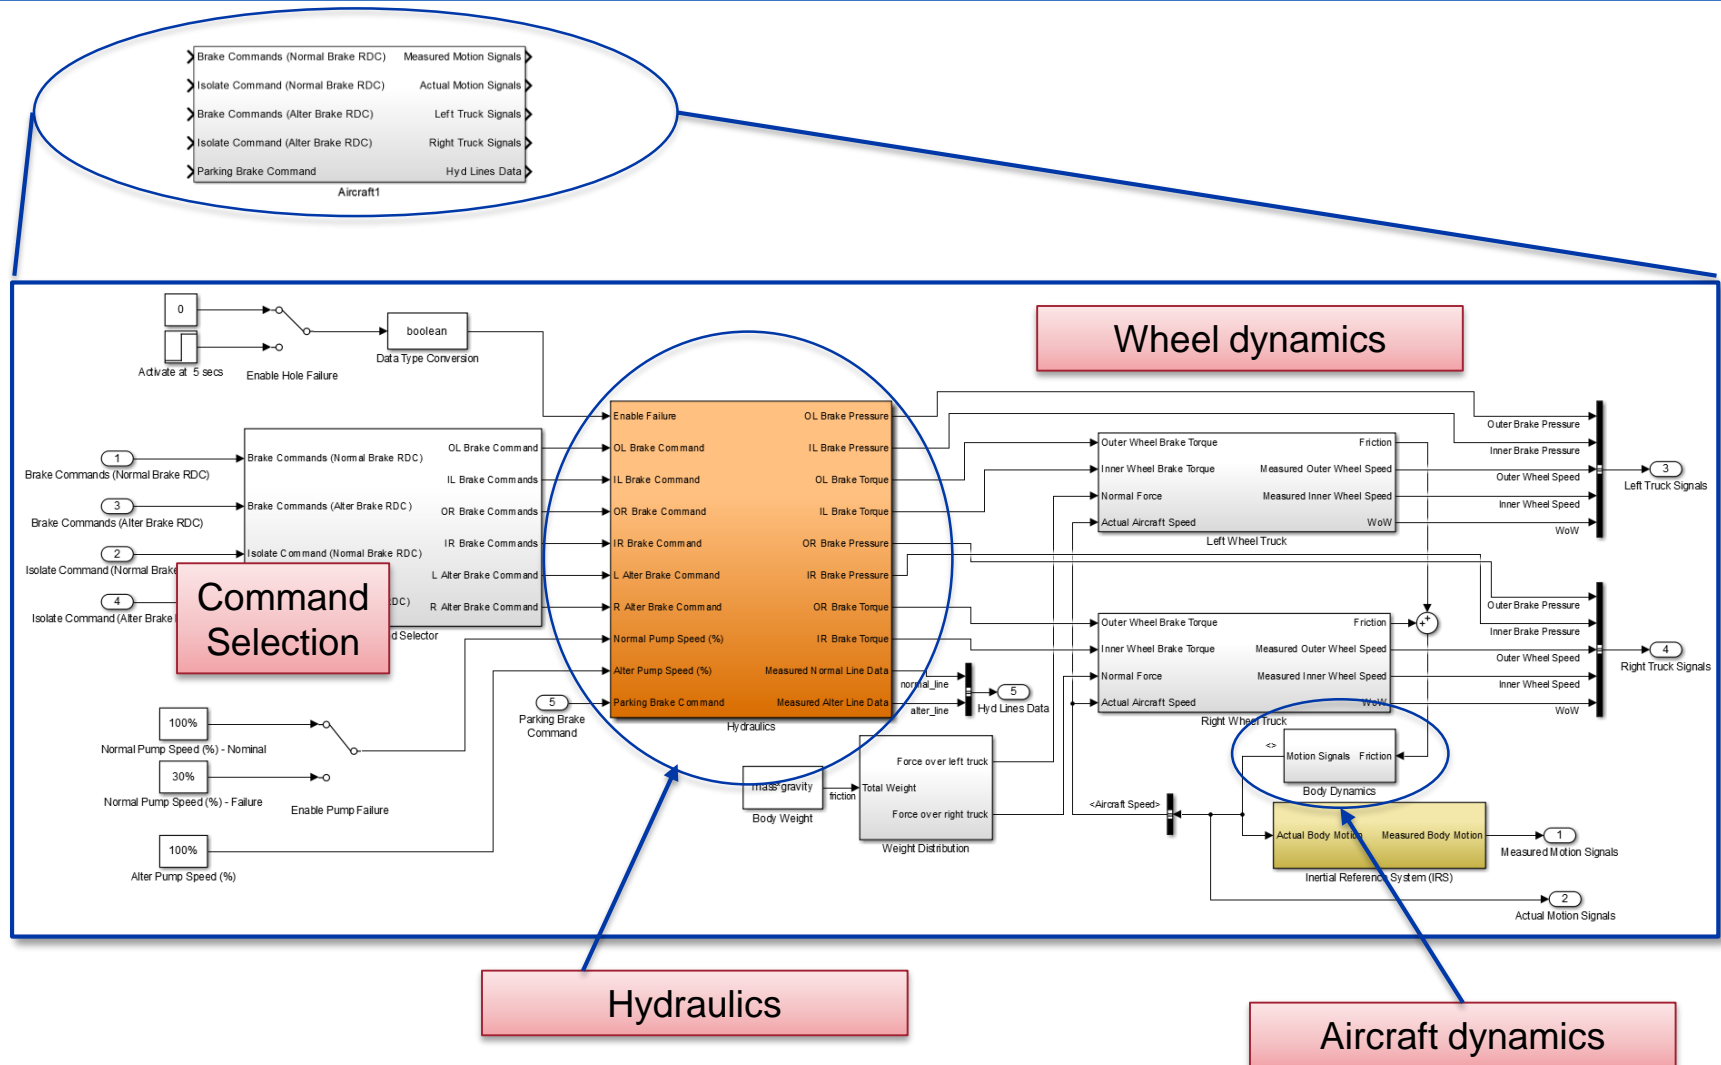 Brake Commands (Normal Brake RDC)
Isolate Command (Normal Brake RDC)
Brake Commands (Alter Brake RDC)
Isolate Command (Alter Brake RDC)
Parking Brake Command
Measured Motion Signals
Actual Motion Signals
Left Truck Signals
Right Truck Signals
Hyd Lines Data
Aircraft1
0
Activate at 5 secs
Enable Hole Failure
boolean
Data Type Conversion
Wheel dynamics
1
Brake Commands (Normal Brake RDC)
3
Brake Commands (Alter Brake RDC)
2
Isolate Command (Normal Brake
4
Isolate Command (Alter Brake
Brake Commands (Normal Brake RDC)
Brake Commands (Alter Brake RDC)
Isolate Command (Normal Brake RDC)
DC)
OL Brake Command
IL Brake Commands
OR Brake Commands
IR Brake Commands
L Alter Brake Command
R Alter Brake Command
d Selector
Command
Selection
Enable Failure
OL Brake Command
IL Brake Command
OR Brake Command
IR Brake Command
L Alter Brake Command
R Alter Brake Command
Normal Pump Speed (%)
Alter Pump Speed (%)
Parking Brake Command
OL Brake Pressure
IL Brake Pressure
OL Brake Torque
IL Brake Torque
OR Brake Pressure
IR Brake Pressure
OR Brake Torque
IR Brake Torque
Measured Normal Line Data
Measured Alter Line Data
Hydraulics
5
Parking Brake
Command
normal_line
alter_line
5
Hyd Lines Data
Outer Wheel Brake Torque
Inner Wheel Brake Torque
Normal Force
Actual Aircraft Speed
Friction
Measured Outer Wheel Speed
Measured Inner Wheel Speed
WoW
Left Wheel Truck
Outer Brake Pressure
Inner Brake Pressure
Outer Wheel Speed
Inner Wheel Speed
WoW
3
Left Truck Signals
Outer Wheel Brake Torque
Inner Wheel Brake Torque
Normal Force
Actual Aircraft Speed
Friction
Measured Outer Wheel Speed
Measured Inner Wheel Speed
WoW
Right Wheel Truck
++
Outer Brake Pressure
Inner Brake Pressure
Outer Wheel Speed
Inner Wheel Speed
WoW
4
Right Truck Signals
100%
Normal Pump Speed (%) - Nominal
30%
Normal Pump Speed (%) - Failure
Enable Pump Failure
100%
Alter Pump Speed (%)
mass*gravity
Body Weight
friction
Total Weight
Force over left truck
Force over right truck
Weight Distribution
<>
Motion Signals
Friction
Body Dynamics
<Aircraft Speed>
Actual Body Motion
Measured Body Motion
Inertial Reference System (IRS)
1
Measured Motion Signals
2
Actual Motion Signals
Hydraulics
Aircraft dynamics